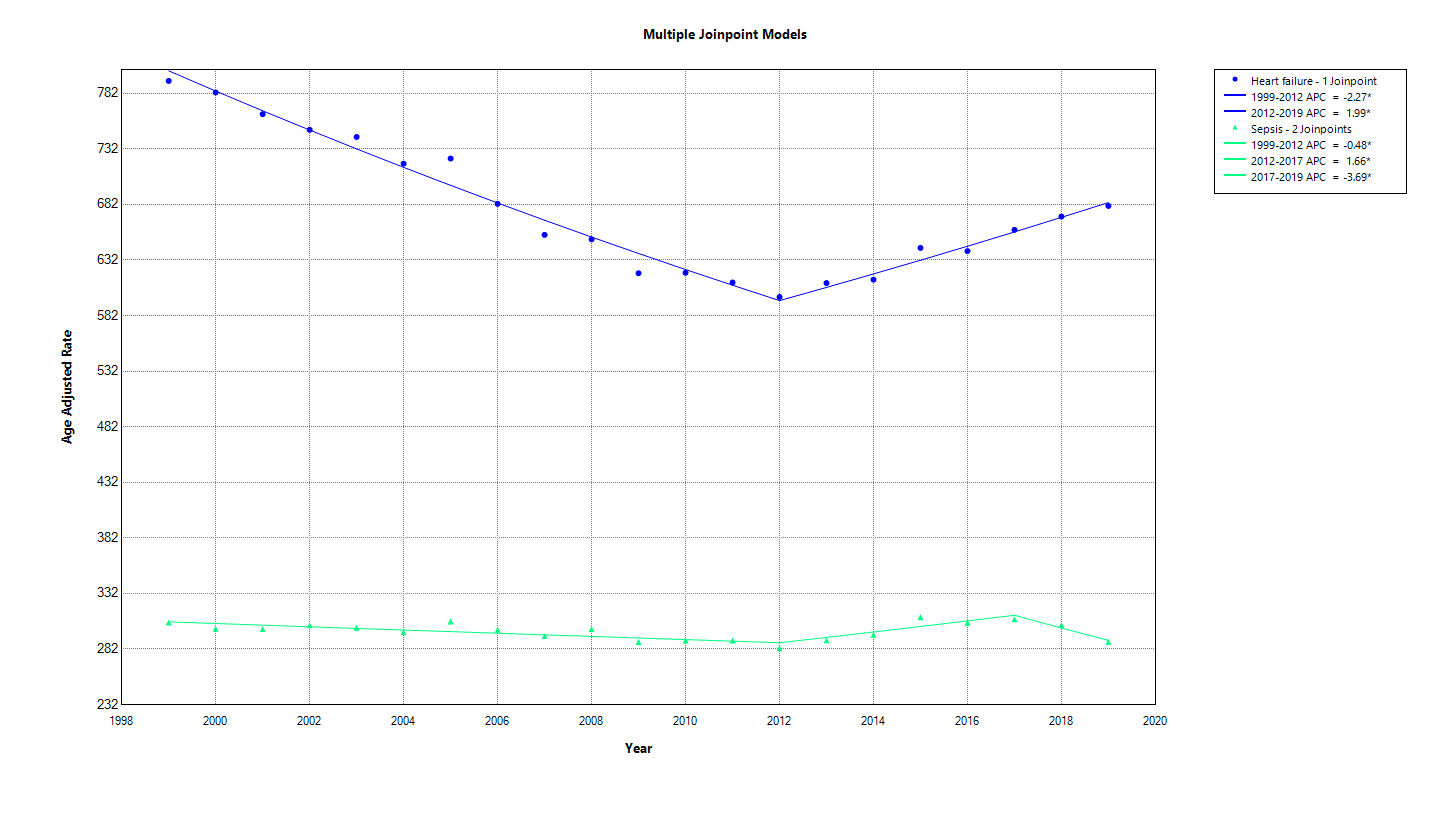 Multiple Joinpoint Models
Heart failure - 1 Joinpoint
1999-2012 APC = -2.27*
2012-2019 APC = 1.99*
Sepsis - 2 Joinpoints
1999-2012 APC = -0.48*
2012-2017 APC = 1.66*
2017-2019 APC = -3.69*
Age Adjusted Rate
782
732
682
632
582
532
482
432
382
332
282
232
1998 2000 2002 2004 2006 2008 2010 2012 2014 2016 2018 2020
Year